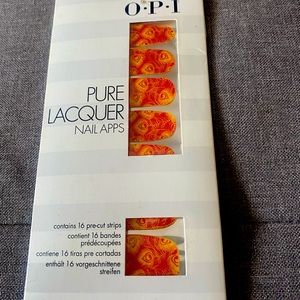 O·P·I
PURE
LACQUER
NAIL APPS
contains 16 pre-cut strips
contient 16 bandes
prédécoupées
contiene 16 tiras pre cartadas
enthält 16 vorgeschnittene
streifen